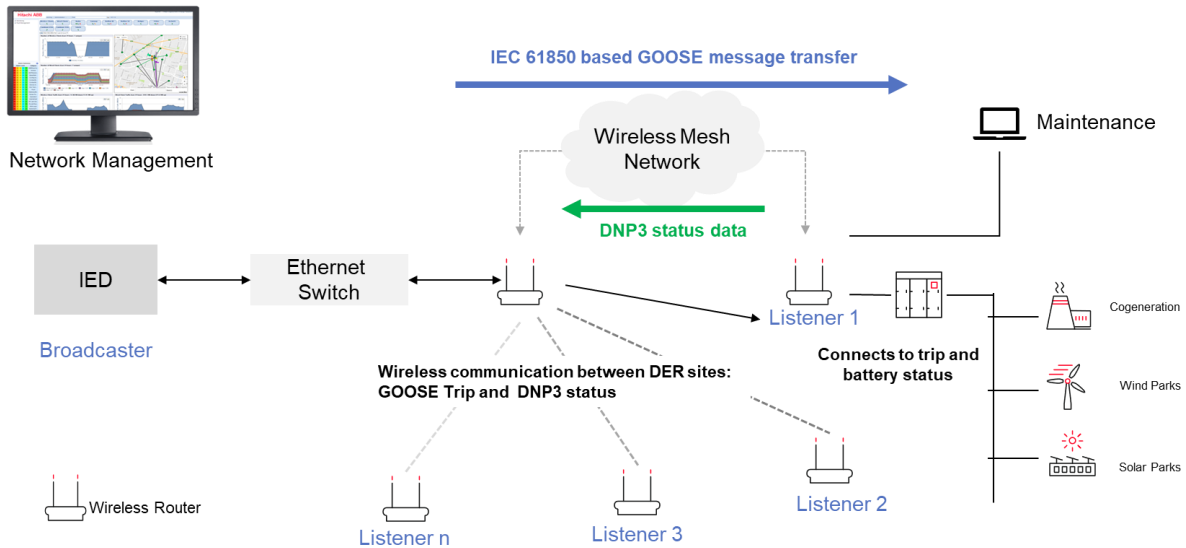 Hitachi ABB
IEC 61850 based GOOSE message transfer
Maintenance
Wireless Mesh
Network
Network Management
DNP3 status data
IED
Ethernet
Switch
Listener 1
Cogeneration
Broadcaster
Connects to trip and
battery status
Wireless communication between DER sites:
GOOSE Trip and DNP3 status
Wind Parks
Solar Parks
Wireless Router
Listener 2
Listener 3
Listener n